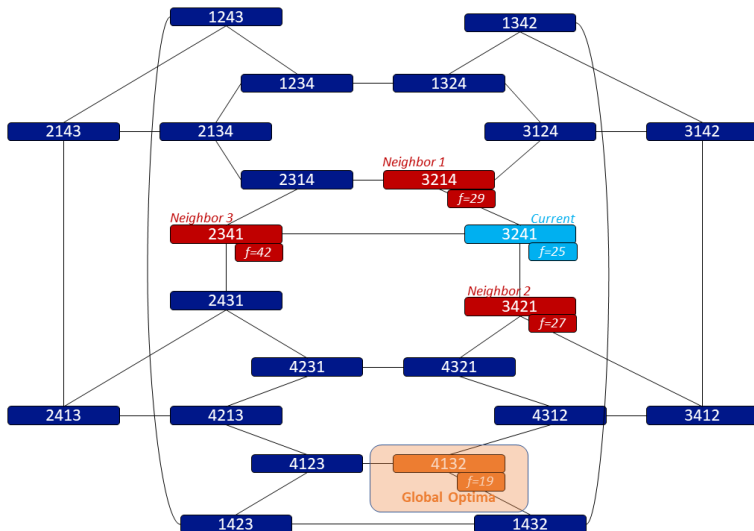 1243
1342
1234
1324
2143
2134
3124
3142
Neighbor 1
2314
3214
f=29
Neighbor 3
Current
2341
3241
f=42
f=25
Neighbor 2
2431
3421
f=27
4231
4321
2413
4213
4312
3412
4123
4132
f=19
Global Optima
1423
1432